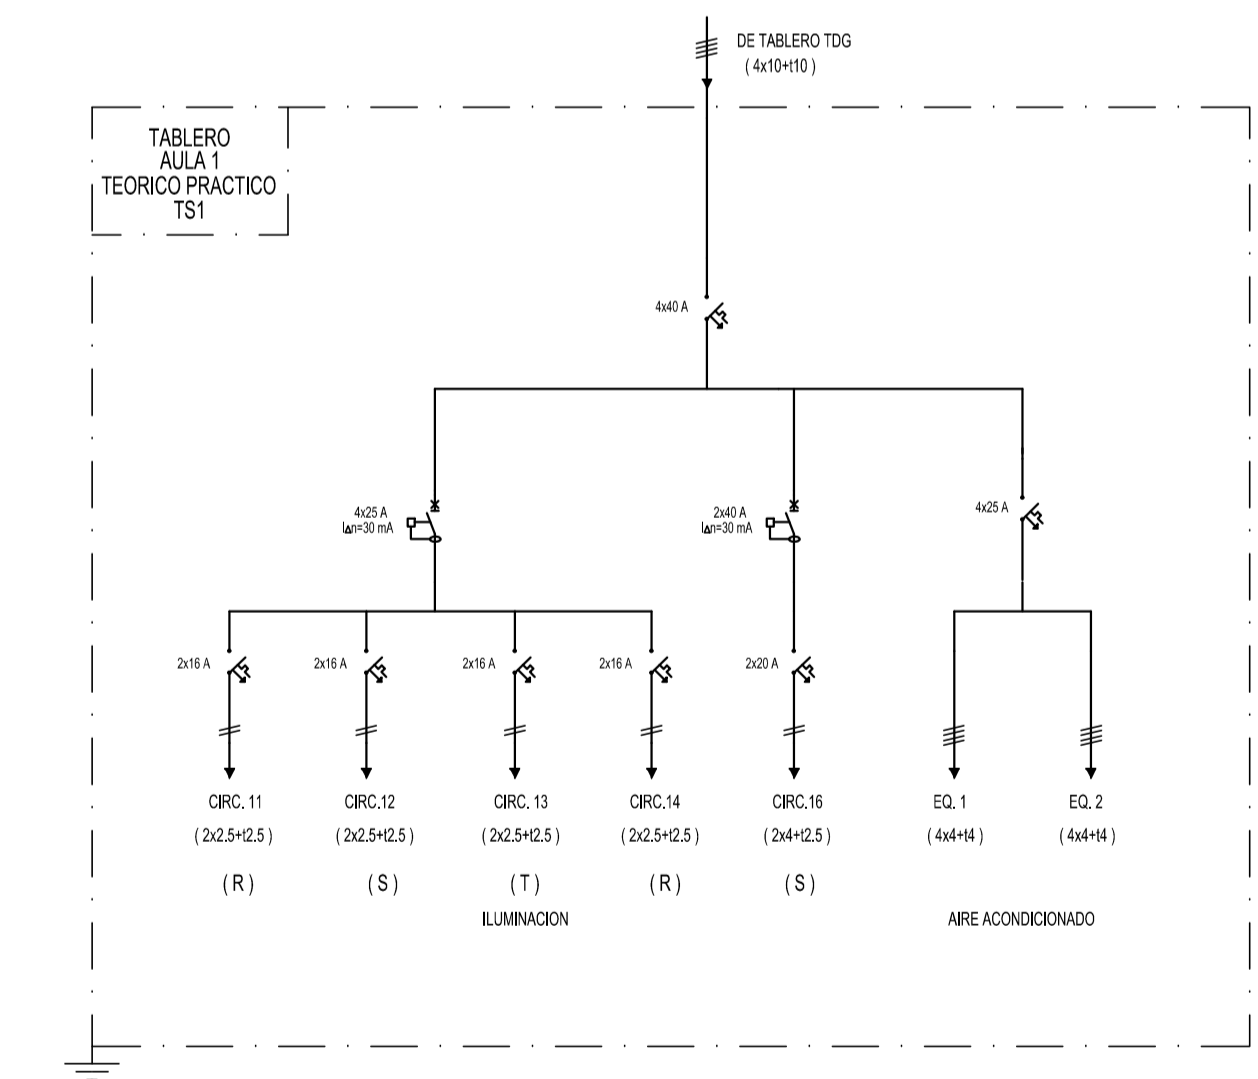 DE TABLERO TDG
( 4x10+t10 )
TABLERO
AULA 1
TEORICO PRACTICO
TS1
4x40 A
4x25 A
IΔn=30 mA
2x40 A
IΔn=30 mA
4x25 A
2x16 A
2x16 A
2x16 A
2x16 A
2x20 A
CIRC. 11
( 2x2.5+t2.5 )
( R )
CIRC.12
( 2x2.5+t2.5 )
( S )
CIRC. 13
( 2x2.5+t2.5 )
( T )
CIRC.14
( 2x2.5+t2.5 )
( R )
CIRC.16
( 2x4+t2.5 )
( S )
EQ. 1
( 4x4+t4 )
EQ. 2
( 4x4+t4 )
ILUMINACION
AIRE ACONDICIONADO